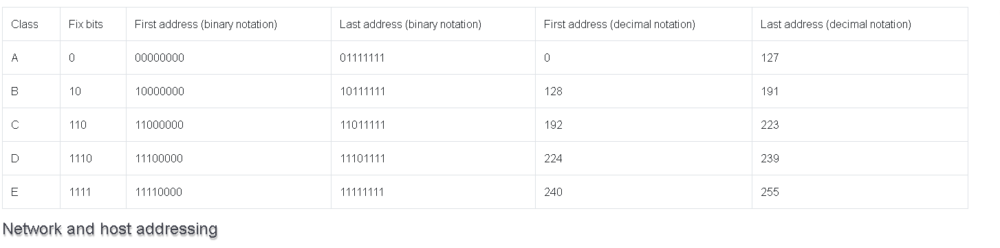 Class Fix bits First address (binary notation) Last address (binary notation) First address (decimal notation) Last address (decimal notation)
A 0 00000000 01111111 0 127
B 10 10000000 10111111 128 191
C 110 11000000 11011111 192 223
D 1110 11100000 11101111 224 239
E 1111 11110000 11111111 240 255
Network and host addressing